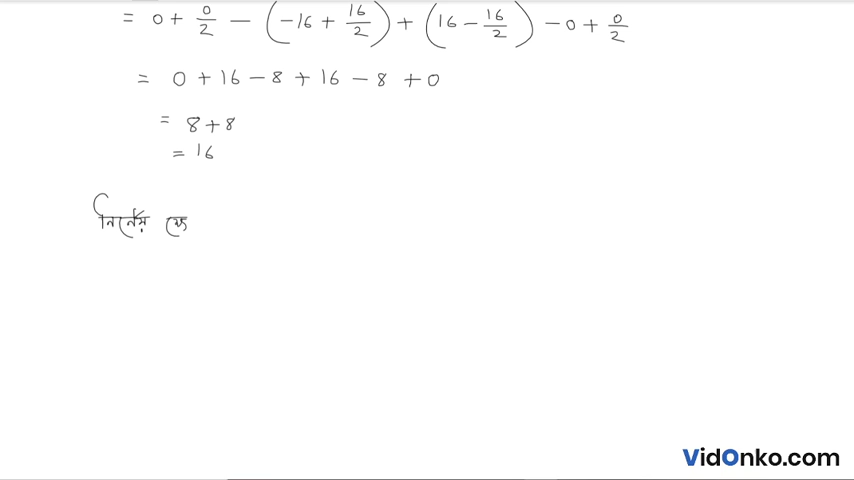 = 0 + 0/2 - (-16 + 16/2) + (16 - 16/2) - 0 + 0/2
= 0 + 16 - 8 + 16 - 8 + 0
= 8 + 8
= 16
নির্নেয় ক্ষে
VidOnko.com